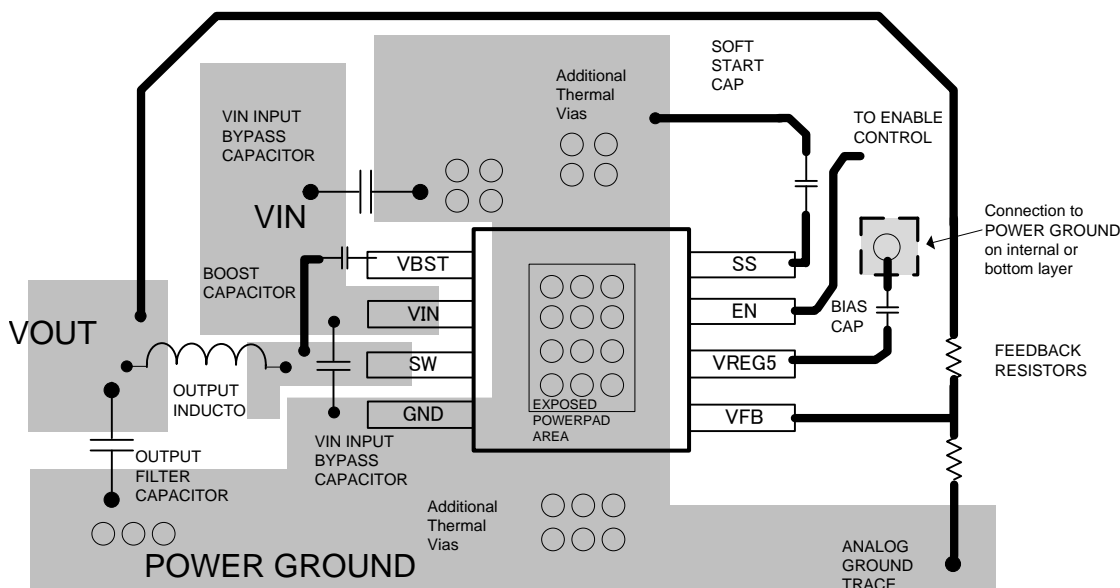 SOFT
START
CAP
Additional
Thermal
Vias
TO ENABLE
CONTROL
VIN INPUT
BYPASS
CAPACITOR
VIN
Connection to
POWER GROUND
on internal or
bottom layer
VBST
SS
BOOST
CAPACITOR
VIN
EN
BIAS
CAP
VOUT
SW
VREG5
FEEDBACK
RESISTORS
OUTPUT
INDUCTO
GND
EXPOSED
POWERPAD
AREA
VFB
VIN INPUT
BYPASS
CAPACITOR
OUTPUT
FILTER
CAPACITOR
Additional
Thermal
Vias
POWER GROUND
ANALOG
GROUND
TRACE